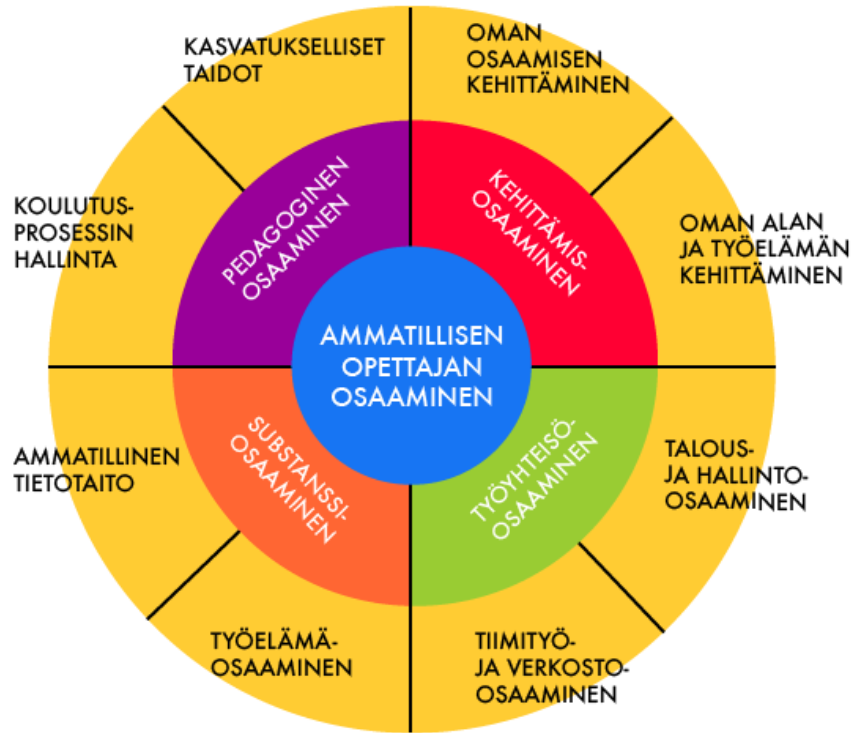 KASVATUKSELLISET
TAIDOT
OMAN
OSAAMISEN
KEHITTÄMINEN
KOULUTUS-
PROSESSIN
HALLINTA
PEDAGOGINEN
OSAAMINEN
KEHITTÄMIS-
OSAAMINEN
OMAN ALAN
JA TYÖELÄMÄN
KEHITTÄMINEN
AMMATILLISEN
OPETTAJAN
OSAAMINEN
AMMATILLINEN
TIETOTAITO
SUBSTANSSI-
OSAAMINEN
TYÖYHTEISÖ-
OSAAMINEN
TALOUS-
JA HALLINTO-
OSAAMINEN
TYÖELÄMÄ-
OSAAMINEN
TIIMITYÖ-
JA VERKOSTO-
OSAAMINEN